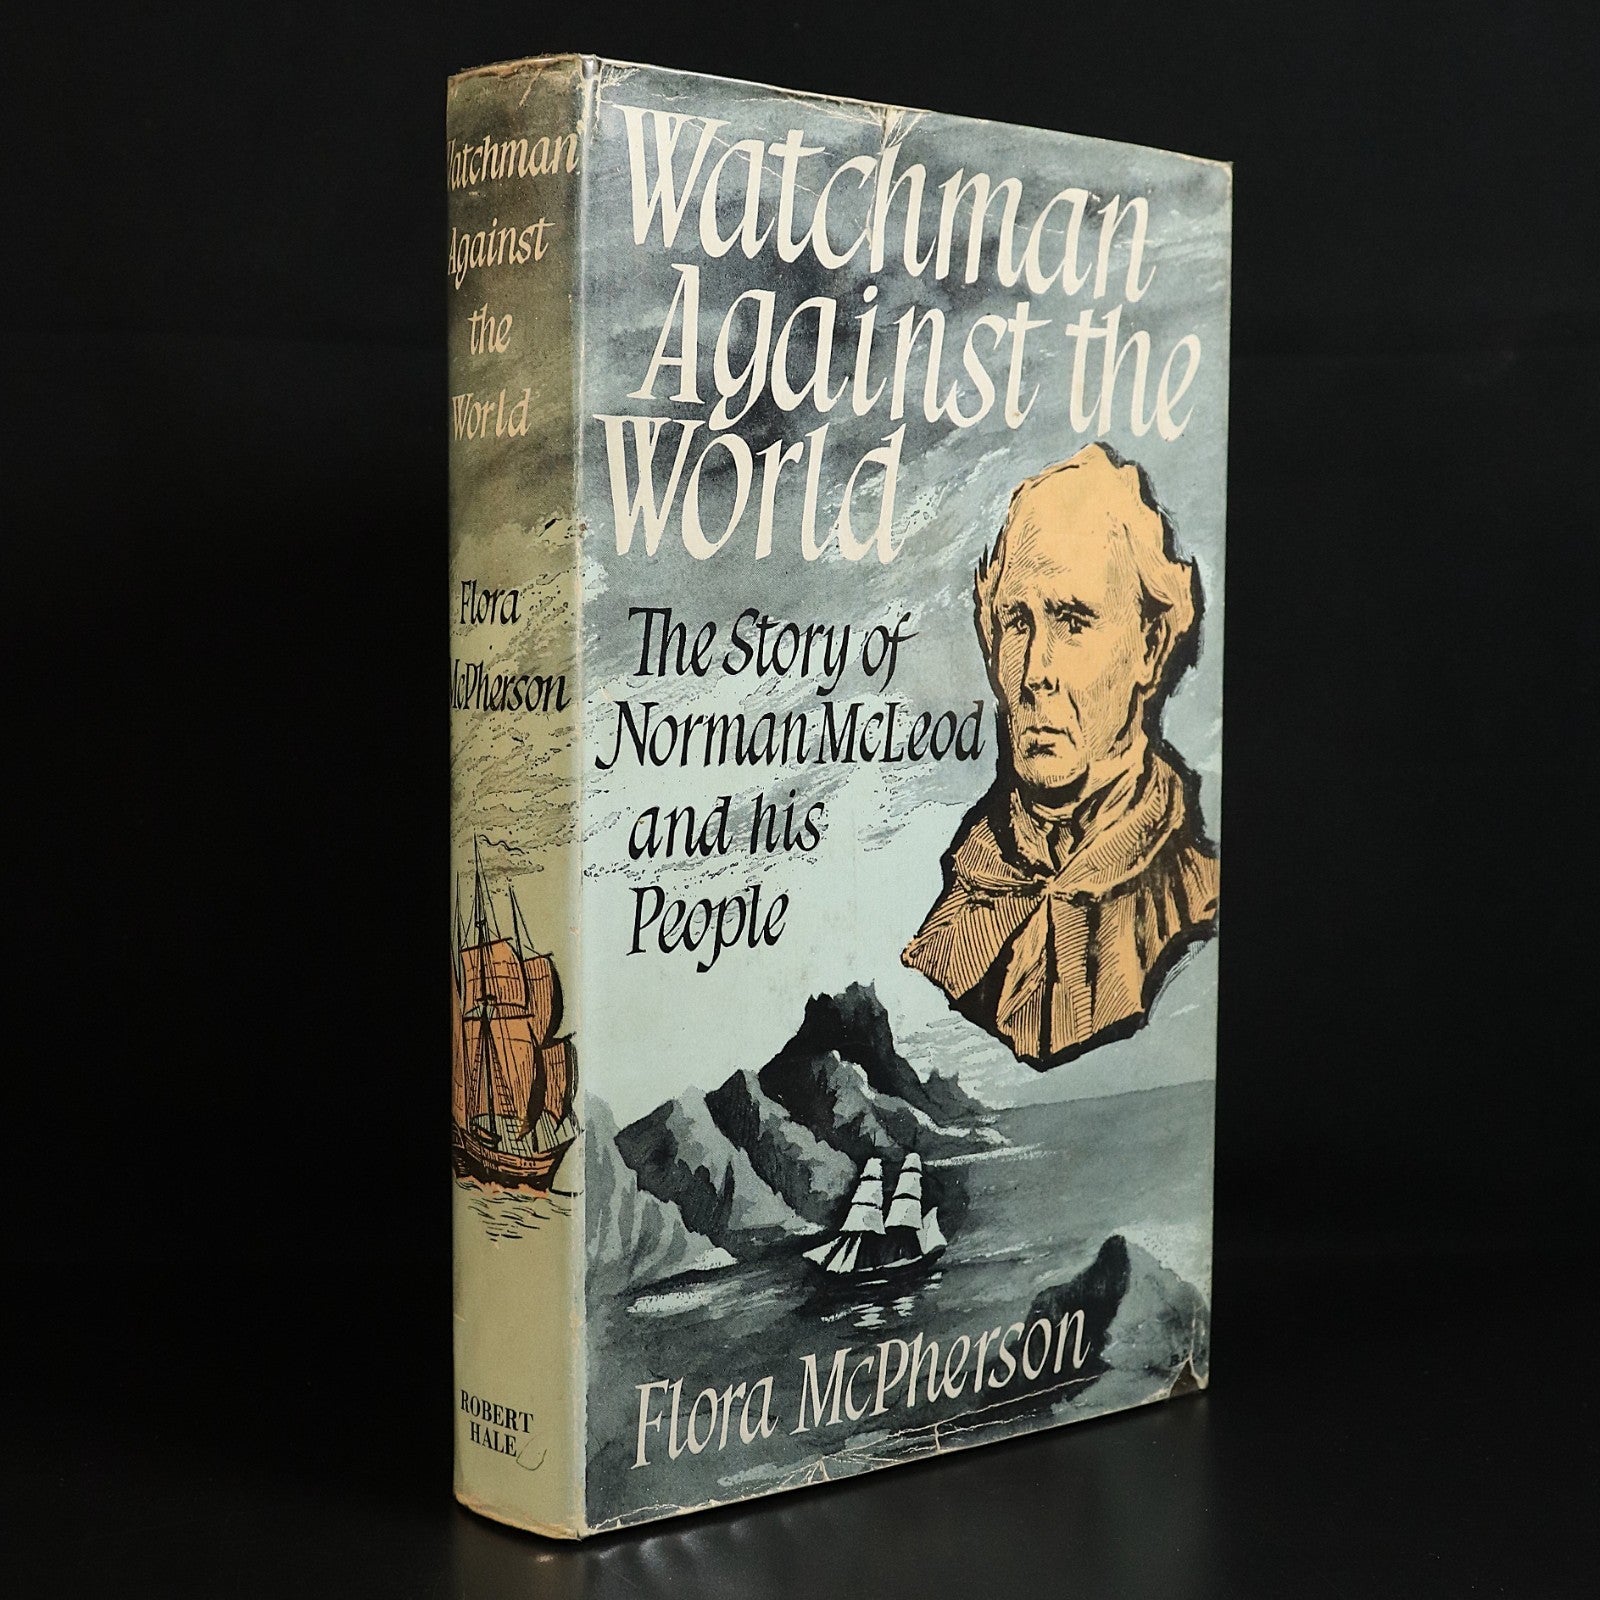 Watchman
Against the
World
The Story of
Norman McLeod
and his
People
Flora McPherson
Watchman
Against
the
World
Flora
McPherson
ROBERT
HALE